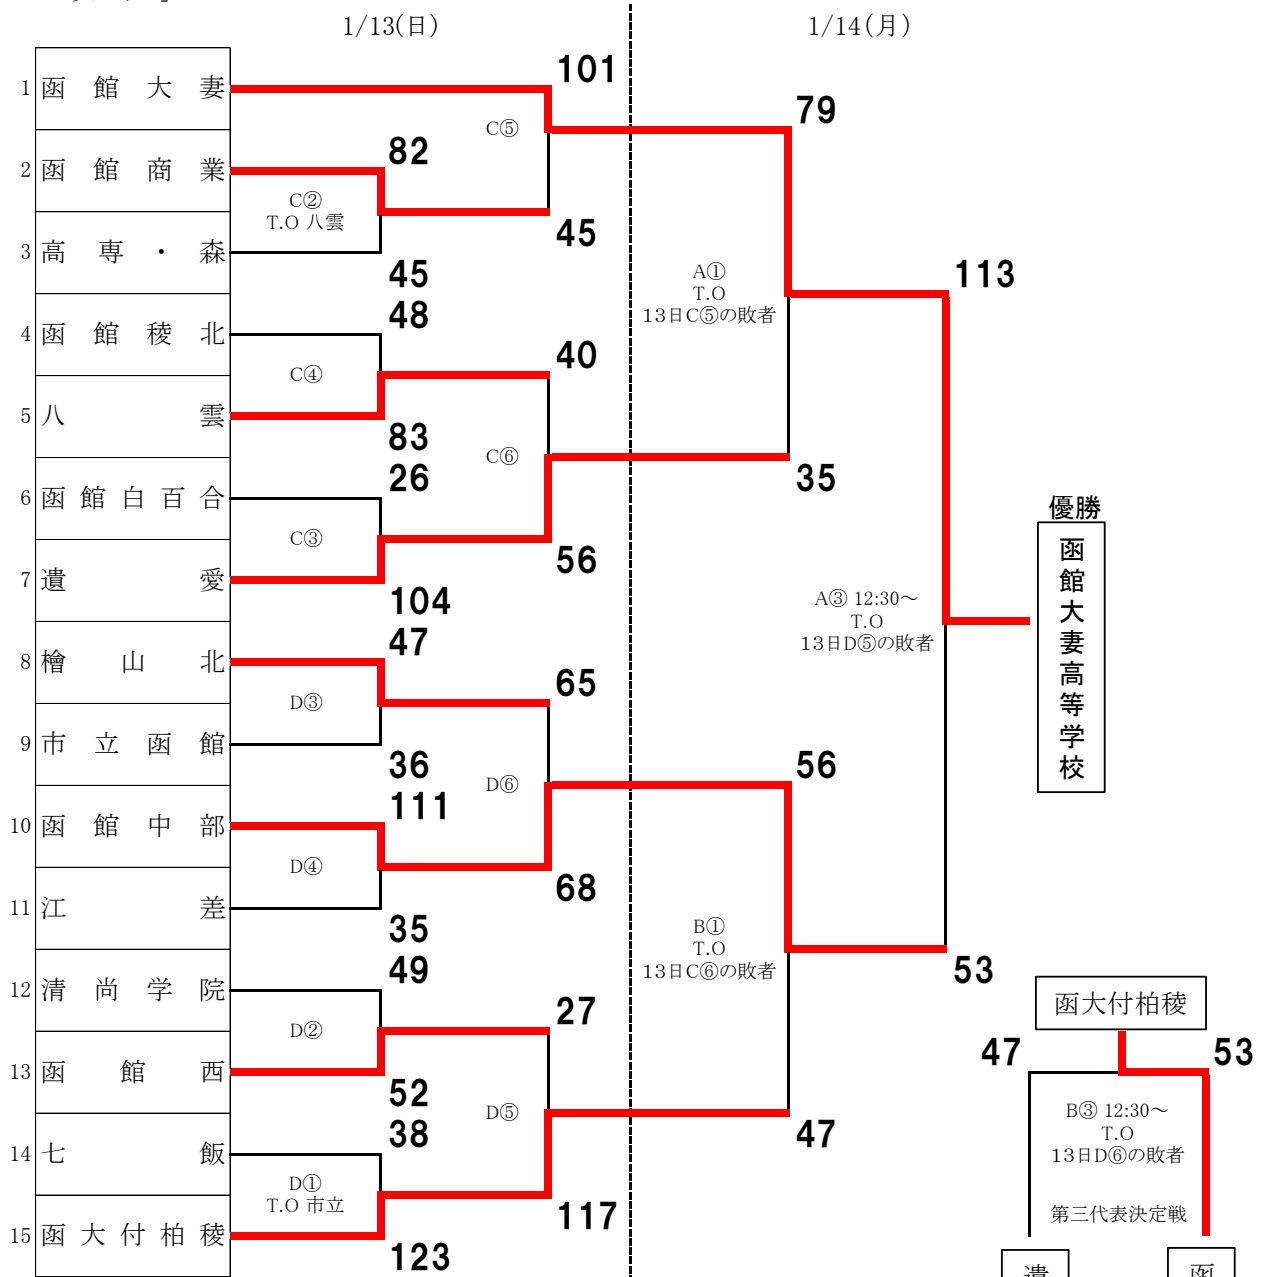 1/13(日)
1/14(月)
1 函館大妻
2 函館商業
3 高専・森
4 函館稜北
5 八雲
6 函館白百合
7 遺愛
8 檜山北
9 市立函館
10 函館中部
11 江差
12 清尚学院
13 函館西
14 七飯
15 函大付柏稜
82
C②
T.O 八雲
45
48
C④
83
26
C③
104
47
D③
36
111
D④
35
49
D②
52
38
D①
T.O 市立
123
101
C⑤
45
40
C⑥
56
65
D⑥
68
27
D⑤
117
79
A①
T.O
13日C⑤の敗者
35
56
B①
T.O
13日C⑥の敗者
47
113
A③ 12:30～
T.O
13日D⑤の敗者
53
優勝
函館大妻高等学校
函大付柏稜
47
53
B③ 12:30～
T.O
13日D⑥の敗者
第三代表決定戦
遺
函